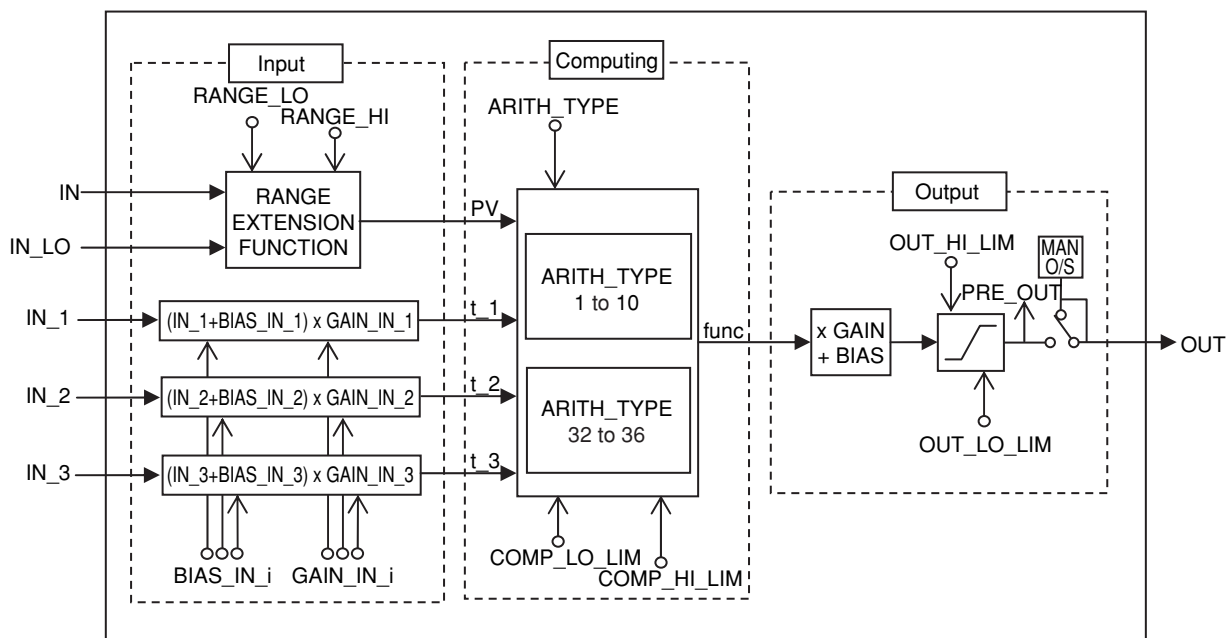 Input
Computing
Output
RANGE_LO
RANGE_HI
ARITH_TYPE
IN
IN_LO
RANGE
EXTENSION
FUNCTION
PV
ARITH_TYPE
1 to 10
OUT_HI_LIM
MAN
O/S
PRE_OUT
IN_1
(IN_1+BIAS_IN_1) x GAIN_IN_1
t_1
func
x GAIN
+ BIAS
OUT
IN_2
(IN_2+BIAS_IN_2) x GAIN_IN_2
t_2
ARITH_TYPE
32 to 36
OUT_LO_LIM
IN_3
(IN_3+BIAS_IN_3) x GAIN_IN_3
t_3
BIAS_IN_i
GAIN_IN_i
COMP_LO_LIM
COMP_HI_LIM